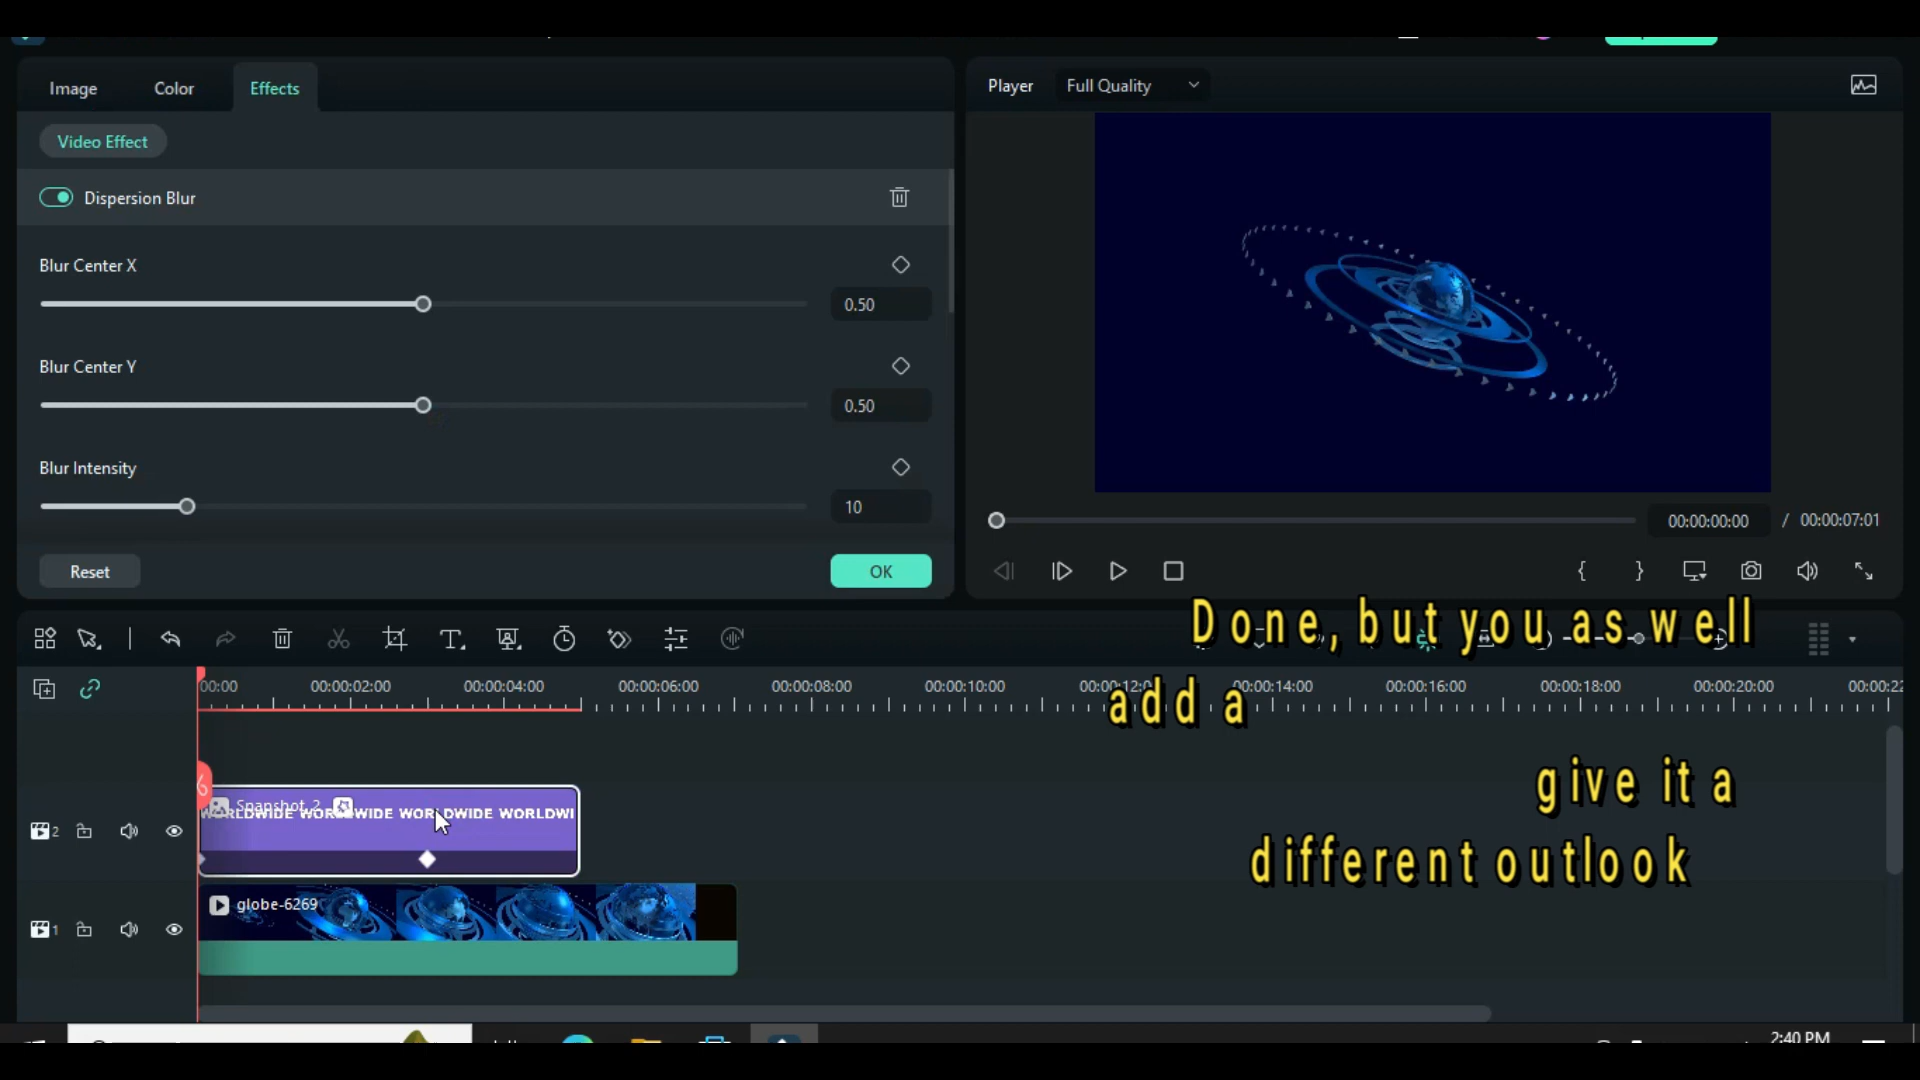 Image Color Effects
Video Effect
Dispersion Blur
Blur Center X
0.50
Blur Center Y
0.50
Blur Intensity
10
Reset OK
Player Full Quality
00:00:00:00 / 00:00:07:01
Done, but you as well
add a
give it a
different outlook
00:00 00:00:02:00 00:00:04:00 00:00:06:00 00:00:08:00 00:00:10:00 00:00:14:00 00:00:16:00 00:00:18:00 00:00:20:00 00:00:22
2
Snapshot_2
WORLDWIDE WORLDWIDE WORLDWIDE WORLDWI
1
globe-6269
2:40 PM